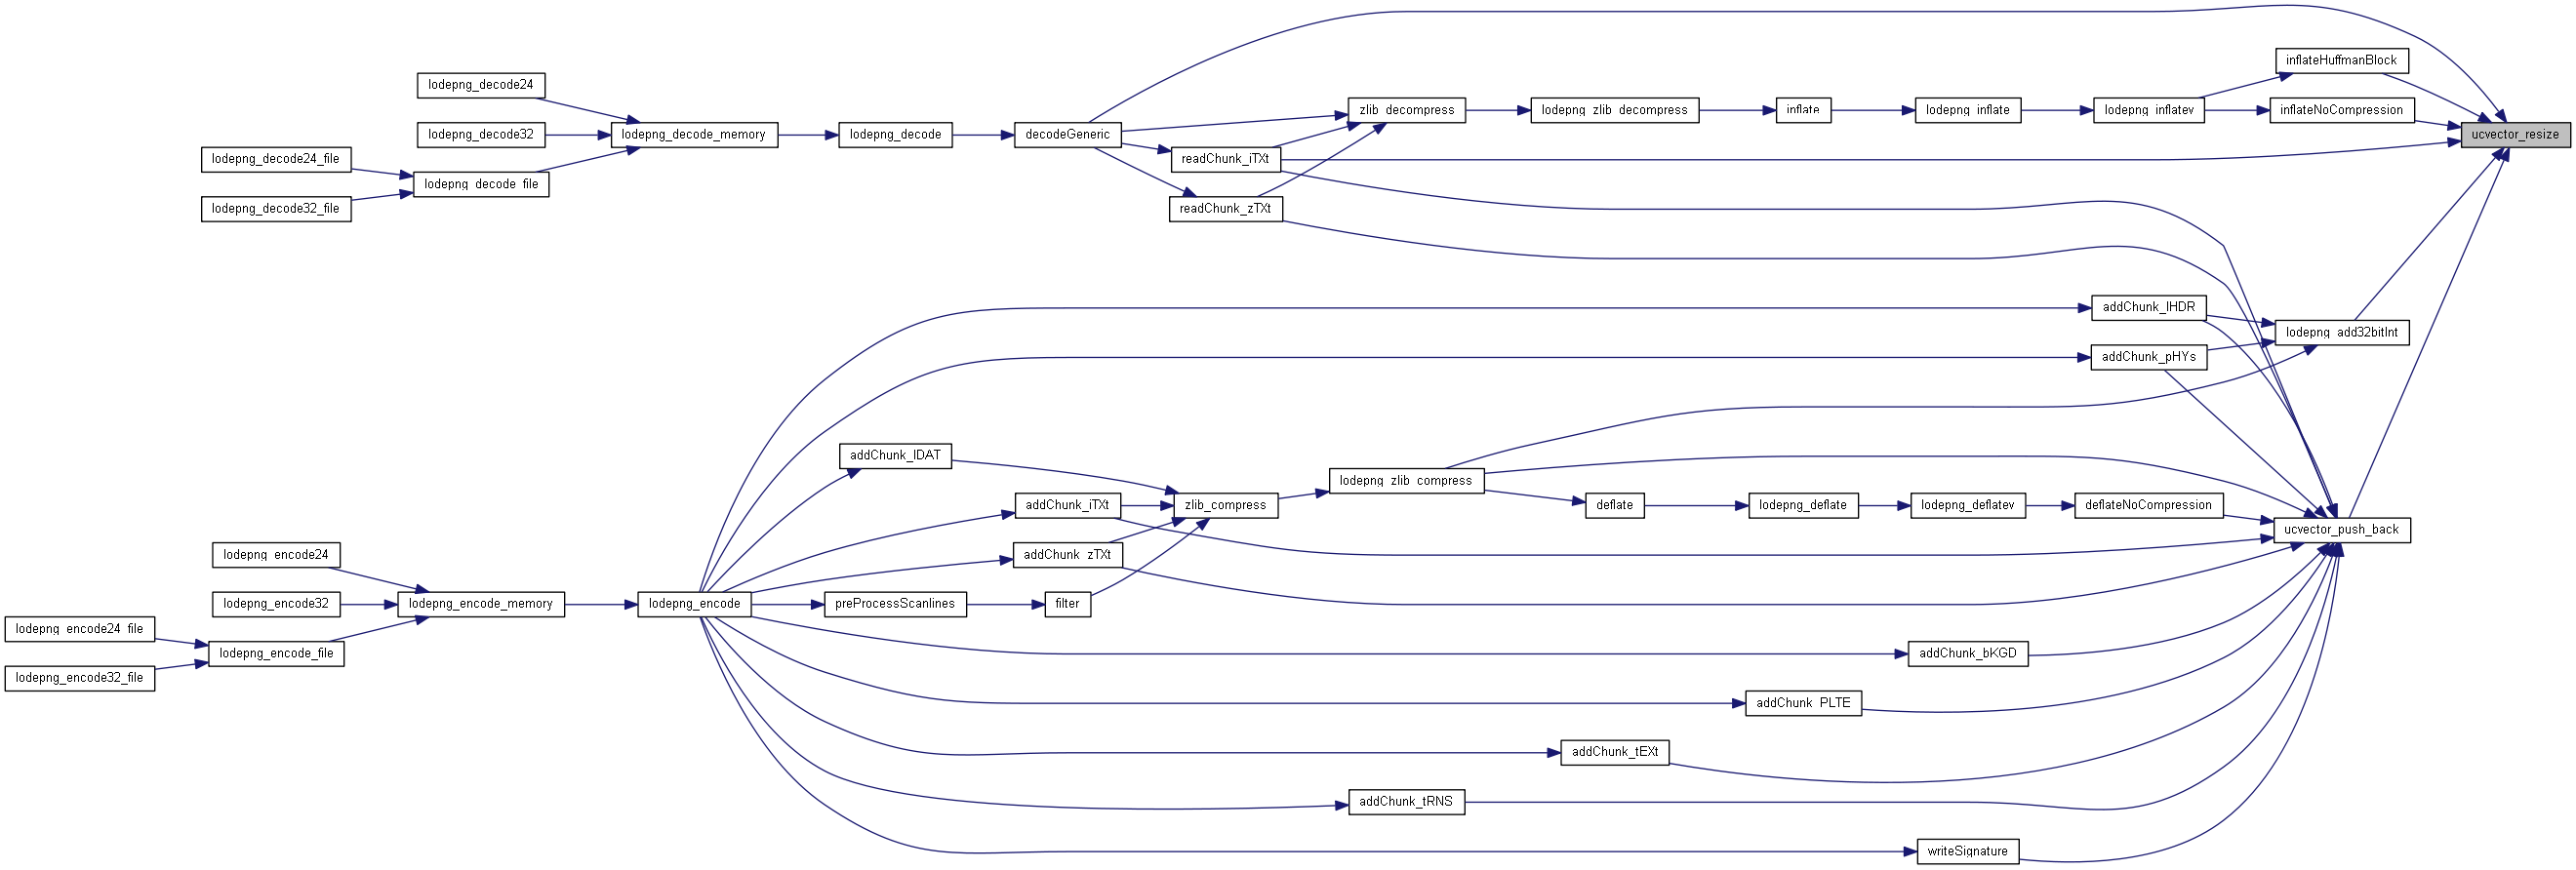 lodepng_decode24
lodepng_decode32
lodepng_decode24_file
lodepng_decode32_file
lodepng_decode_file
lodepng_decode_memory
lodepng_decode
decodeGeneric
zlib_decompress
readChunk_iTXt
readChunk_zTXt
lodepng_zlib_decompress
inflate
lodepng_inflate
lodepng_inflatev
inflateHuffmanBlock
inflateNoCompression
ucvector_resize
addChunk_IHDR
lodepng_add32bitInt
addChunk_pHYs
addChunk_IDAT
addChunk_iTXt
addChunk_zTXt
zlib_compress
lodepng_zlib_compress
deflate
lodepng_deflate
lodepng_deflatev
deflateNoCompression
ucvector_push_back
lodepng_encode24
lodepng_encode32
lodepng_encode24_file
lodepng_encode32_file
lodepng_encode_file
lodepng_encode_memory
lodepng_encode
preProcessScanlines
filter
addChunk_bKGD
addChunk_PLTE
addChunk_tEXt
addChunk_tRNS
writeSignature